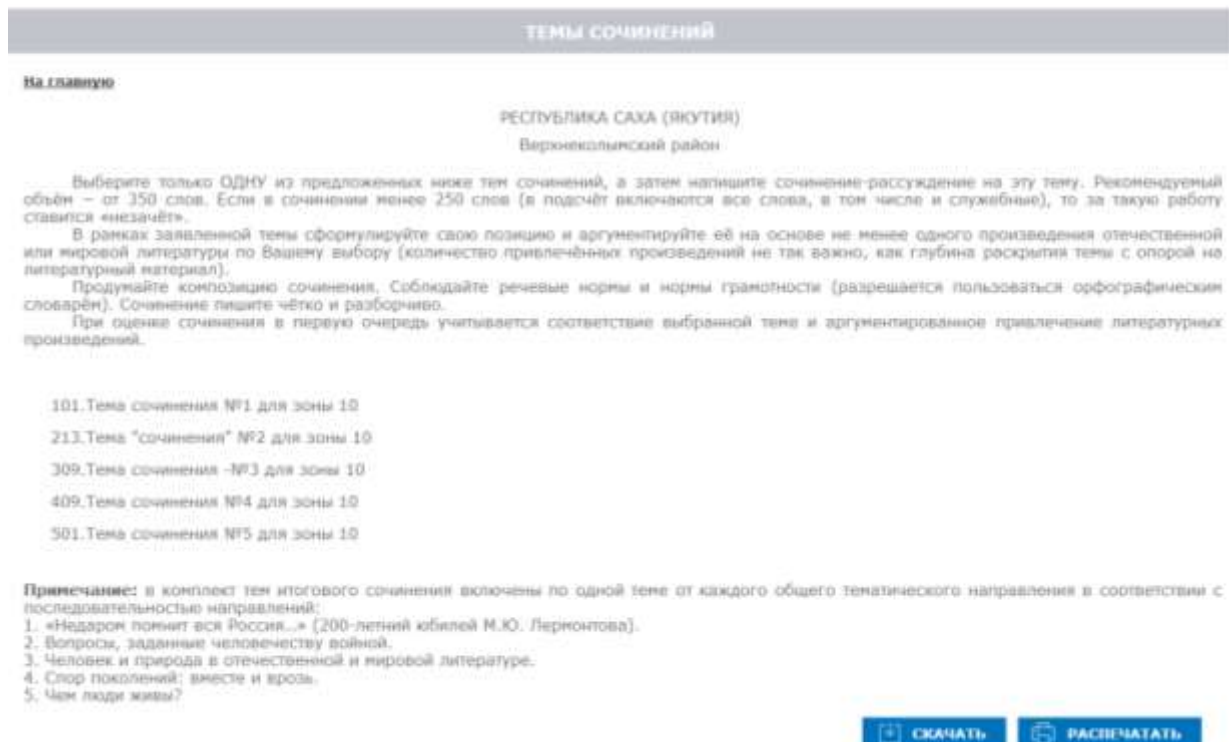 ТЕМЫ СОЧИНЕНИЙ
На главную
РЕСПУБЛИКА САХА (ЯКУТИЯ)
Верхнеколымский район
Выберите только ОДНУ из предложенных ниже тем сочинений, а затем напишите сочинение-рассуждение на эту тему. Рекомендуемый
объём – от 350 слов. Если в сочинении менее 250 слов (в подсчёт включаются все слова, в том числе и служебные), то за такую работу
ставится «незачёт».
В рамках заявленной темы сформулируйте свою позицию и аргументируйте её на основе не менее одного произведения отечественной
или мировой литературы по Вашему выбору (количество привлечённых произведений не так важно, как глубина раскрытия темы с опорой на
литературный материал).
Продумайте композицию сочинения. Соблюдайте речевые нормы и нормы грамотности (разрешается пользоваться орфографическим
словарём). Сочинение пишите чётко и разборчиво.
При оценке сочинения в первую очередь учитывается соответствие выбранной теме и аргументированное привлечение литературных
произведений.
101.Тема сочинения №1 для зоны 10
213.Тема "сочинения" №2 для зоны 10
309.Тема сочинения -№3 для зоны 10
409.Тема сочинения №4 для зоны 10
501.Тема сочинения №5 для зоны 10
Примечание: в комплект тем итогового сочинения включены по одной теме от каждого общего тематического направления в соответствии с
последовательностью направлений:
1. «Недаром помнит вся Россия…» (200-летний юбилей М.Ю. Лермонтова).
2. Вопросы, заданные человечеству войной.
3. Человек и природа в отечественной и мировой литературе.
4. Спор поколений: вместе и врозь.
5. Чем люди живы?
СКАЧАТЬ РАСПЕЧАТАТЬ